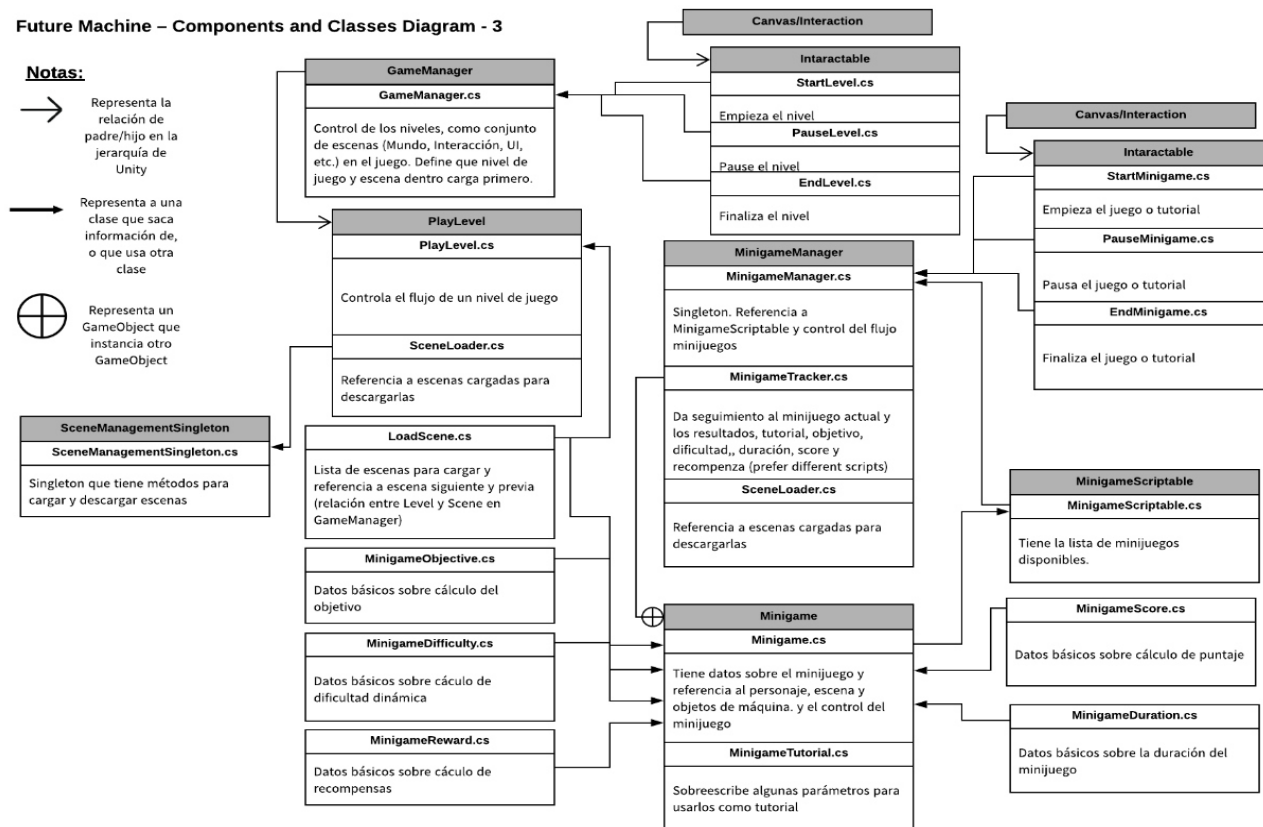 Future Machine – Components and Classes Diagram - 3
Notas:
Representa la
relación de
padre/hijo en la
jerarquía de
Unity
Representa a una
clase que saca
información de,
o que usa otra
clase
Representa un
GameObject que
instancia otro
GameObject
GameManager
GameManager.cs
Control de los niveles, como conjunto
de escenas (Mundo, Interacción, UI,
etc.) en el juego. Define que nivel de
juego y escena dentro carga primero.
Canvas/Interaction
Intaractable
StartLevel.cs
Empieza el nivel
PauseLevel.cs
Pause el nivel
EndLevel.cs
Finaliza el nivel
Canvas/Interaction
Intaractable
StartMinigame.cs
Empieza el juego o tutorial
PauseMinigame.cs
Pausa el juego o tutorial
EndMinigame.cs
Finaliza el juego o tutorial
PlayLevel
PlayLevel.cs
Controla el flujo de un nivel de juego
SceneLoader.cs
Referencia a escenas cargadas para
descargarlas
MinigameManager
MinigameManager.cs
Singleton. Referencia a
MinigameScriptable y control del flujo
minijuegos
MinigameTracker.cs
Da seguimiento al minijuego actual y
los resultados, tutorial, objetivo,
dificultad,, duración, score y
recompenza (prefer different scripts)
SceneLoader.cs
Referencia a escenas cargadas para
descargarlas
SceneManagementSingleton
SceneManagementSingleton.cs
Singleton que tiene métodos para
cargar y descargar escenas
LoadScene.cs
Lista de escenas para cargar y
referencia a escena siguiente y previa
(relación entre Level y Scene en
GameManager)
MinigameObjective.cs
Datos básicos sobre cálculo del
objetivo
MinigameDifficulty.cs
Datos básicos sobre cáculo de
dificultad dinámica
MinigameReward.cs
Datos básicos sobre cáculo de
recompensas
Minigame
Minigame.cs
Tiene datos sobre el minijuego y
referencia al personaje, escena y
objetos de máquina. y el control del
minijuego
MinigameTutorial.cs
Sobreescribe algunas parámetros para
usarlos como tutorial
MinigameScriptable
MinigameScriptable.cs
Tiene la lista de minijuegos
disponibles.
MinigameScore.cs
Datos básicos sobre cálculo de puntaje
MinigameDuration.cs
Datos básicos sobre la duración del
minijuego